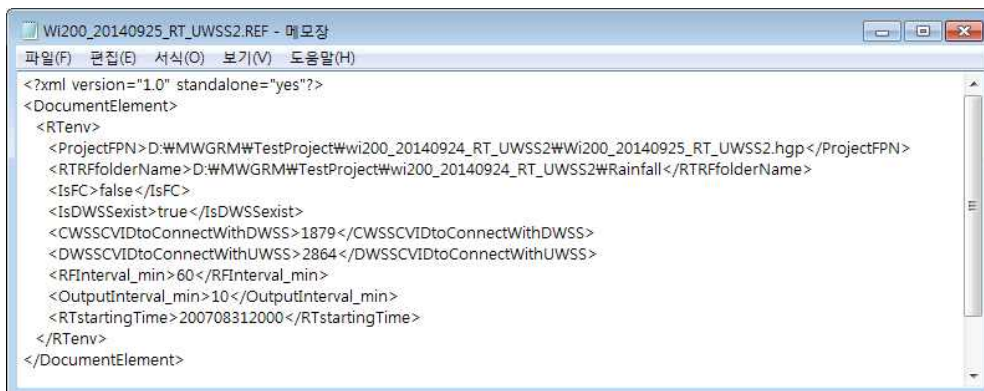 Wi200_20140925_RT_UWSS2.REF - 메모장
파일(F) 편집(E) 서식(O) 보기(V) 도움말(H)
<?xml version="1.0" standalone="yes"?>
<DocumentElement>
<RTenv>
<ProjectFPN>D:₩MWGRM₩TestProject₩wi200_20140924_RT_UWSS2₩Wi200_20140925_RT_UWSS2.hgp</ProjectFPN>
<RTRFfolderName>D:₩MWGRM₩TestProject₩wi200_20140924_RT_UWSS2₩Rainfall</RTRFfolderName>
<IsFC>false</IsFC>
<IsDWSSexist>true</IsDWSSexist>
<CWSSCVIDtoConnectWithDWSS>1879</CWSSCVIDtoConnectWithDWSS>
<DWSSCVIDtoConnectWithUWSS>2864</DWSSCVIDtoConnectWithUWSS>
<RFInterval_min>60</RFInterval_min>
<OutputInterval_min>10</OutputInterval_min>
<RTstartingTime>200708312000</RTstartingTime>
</RTenv>
</DocumentElement>